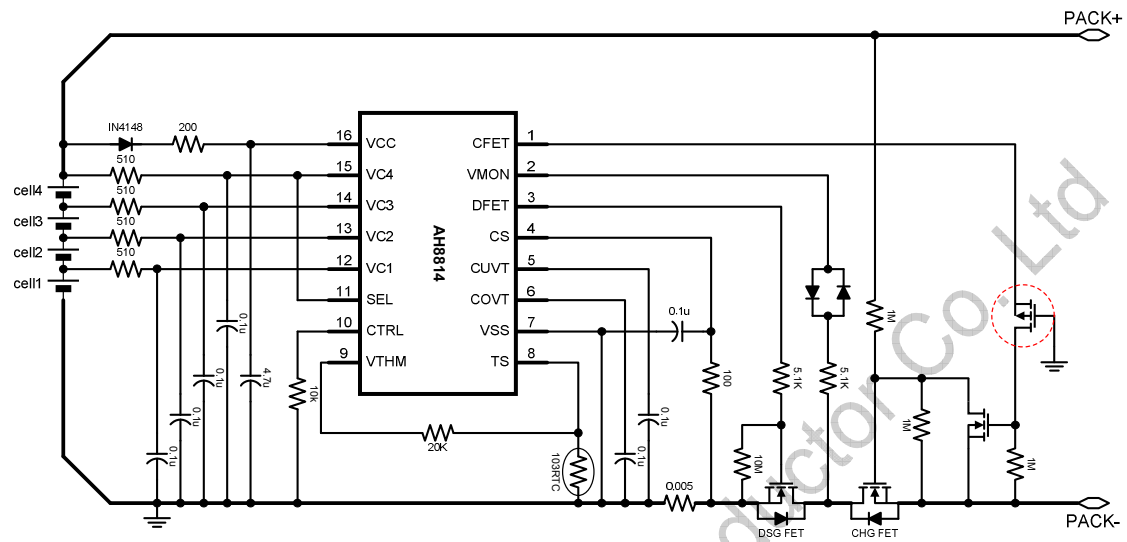 PACK+
IN4148
200
16 VCC
CFET 1
510
15 VC4
VMON 2
cell4
510
14 VC3
DFET 3
cell3
510
13 VC2
CS 4
cell2
510
12 VC1
CUVT 5
cell1
11 SEL
COVT 6
10 CTRL
VSS 7
9 VTHM
TS 8
AH8814
0.1u
0.1u
4.7u
0.1u
0.1u
10k
20K
103RTC
0.1u
0.1u
0.1u
100
5.1K
5.1K
10M
0.005
1M
1M
1M
DSG FET
CHG FET
PACK-
ductor Co., Ltd